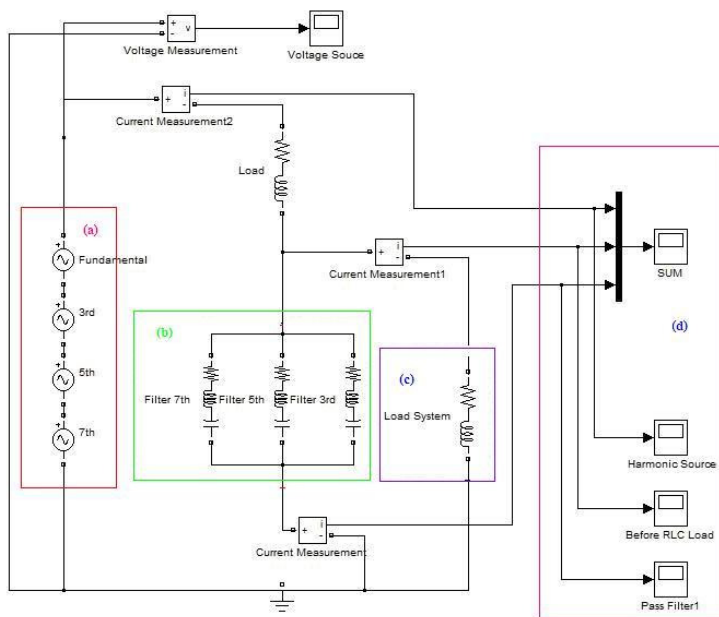 +
-
v
Voltage Measurement
Voltage Souce
+
i
-
Current Measurement2
Load
(a)
+
Fundamental
+
3rd
+
5th
+
7th
(b)
Filter 7th
Filter 5th
Filter 3rd
+
i
-
Current Measurement1
(c)
Load System
+
i
-
Current Measurement
SUM
(d)
Harmonic Source
Before RLC Load
Pass Filter1